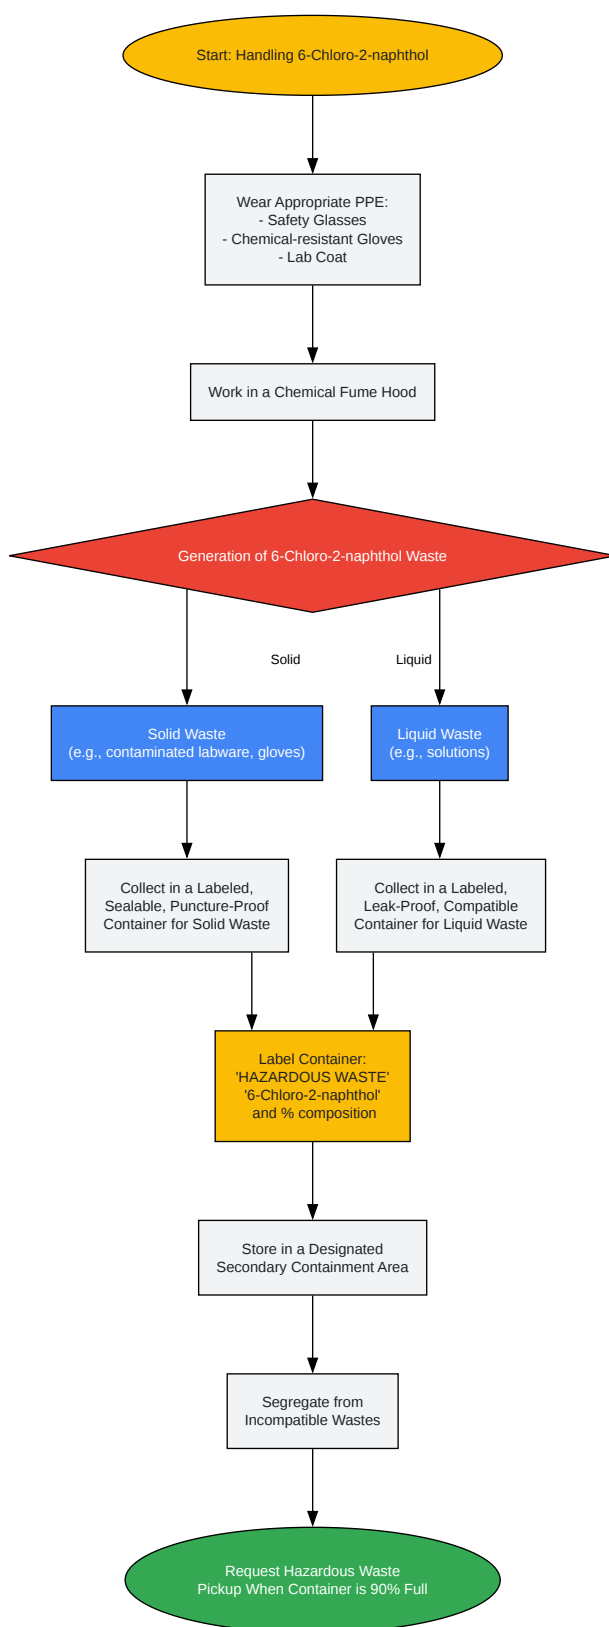 Start: Handling 6-Chloro-2-naphthol
Wear Appropriate PPE:
- Safety Glasses
- Chemical-resistant Gloves
- Lab Coat
Work in a Chemical Fume Hood
Generation of 6-Chloro-2-naphthol Waste
Solid
Liquid
Solid Waste
(e.g., contaminated labware, gloves)
Liquid Waste
(e.g., solutions)
Collect in a Labeled,
Sealable, Puncture-Proof
Container for Solid Waste
Collect in a Labeled,
Leak-Proof, Compatible
Container for Liquid Waste
Label Container:
'HAZARDOUS WASTE'
'6-Chloro-2-naphthol'
and % composition
Store in a Designated
Secondary Containment Area
Segregate from
Incompatible Wastes
Request Hazardous Waste
Pickup When Container is 90% Full